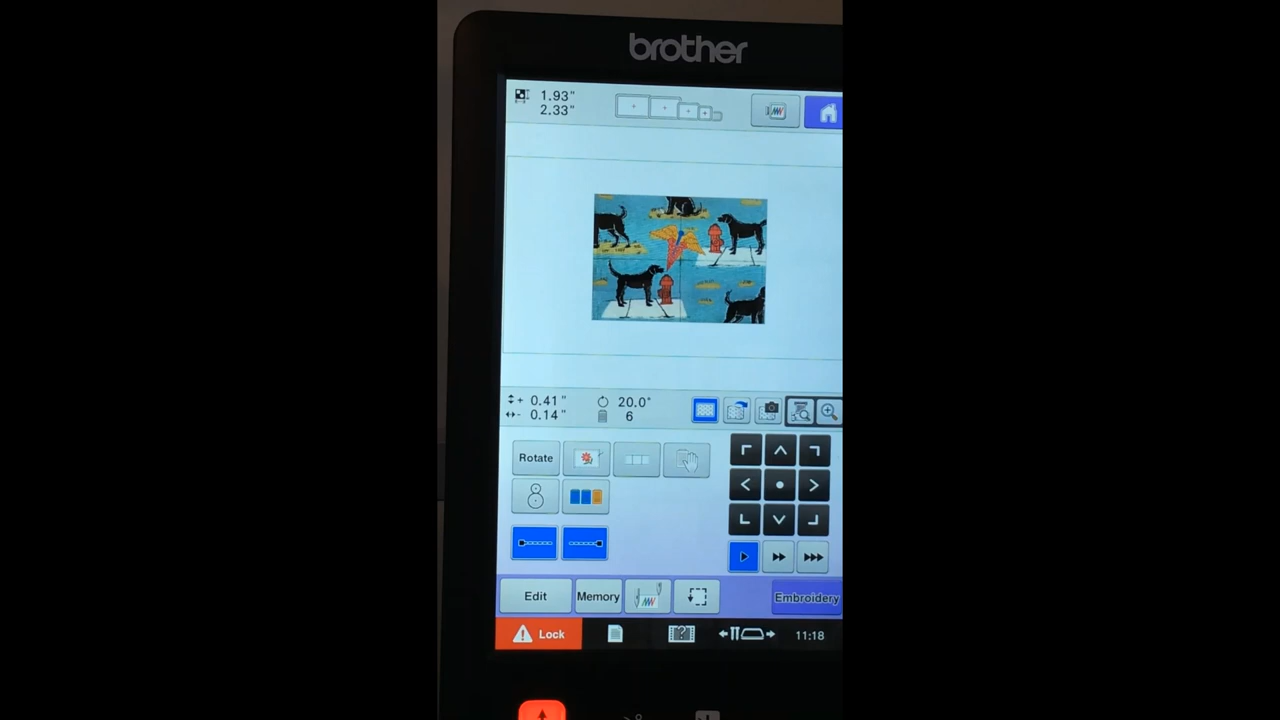 brother
1.93"
2.33"
+ 0.41"
- 0.14"
20.0°
6
Rotate
Edit
Memory
Embroidery
Lock
11:18